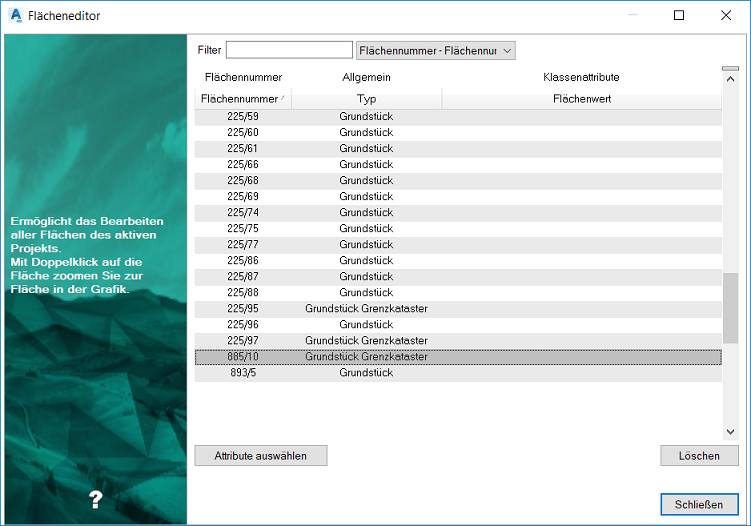 Flächeneditor
Filter
Flächennummer - Flächennur
Flächennummer Allgemein Klassenattribute
Flächennummer Typ Flächenwert
225/59 Grundstück
225/60 Grundstück
225/61 Grundstück
225/66 Grundstück
225/68 Grundstück
225/69 Grundstück
225/74 Grundstück
225/75 Grundstück
225/77 Grundstück
225/86 Grundstück
225/87 Grundstück
225/88 Grundstück
225/95 Grundstück Grenzkataster
225/96 Grundstück
225/97 Grundstück Grenzkataster
885/10 Grundstück Grenzkataster
893/5 Grundstück
Ermöglicht das Bearbeiten
aller Flächen des aktiven
Projekts.
Mit Doppelklick auf die
Fläche zoomen Sie zur
Fläche in der Grafik.
?
Attribute auswählen
Löschen
Schließen